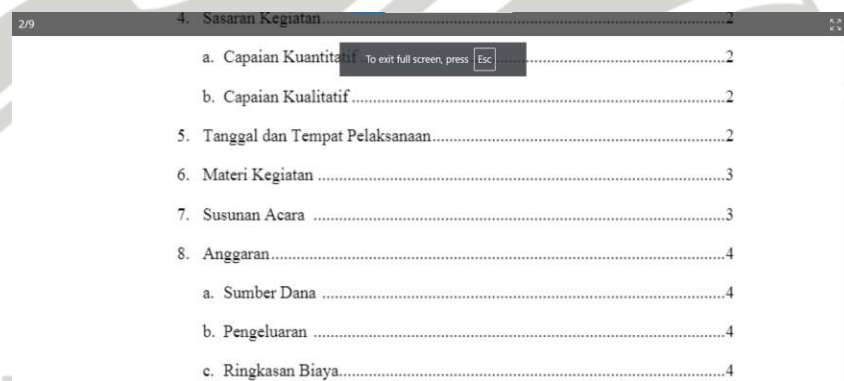 2/9
4. Sasaran Kegiatan..........2
To exit full screen, press Esc
a. Capaian Kuantitatif..........2
b. Capaian Kualitatif..........2
5. Tanggal dan Tempat Pelaksanaan..........2
6. Materi Kegiatan..........3
7. Susunan Acara..........3
8. Anggaran..........4
a. Sumber Dana..........4
b. Pengeluaran..........4
c. Ringkasan Biaya..........4